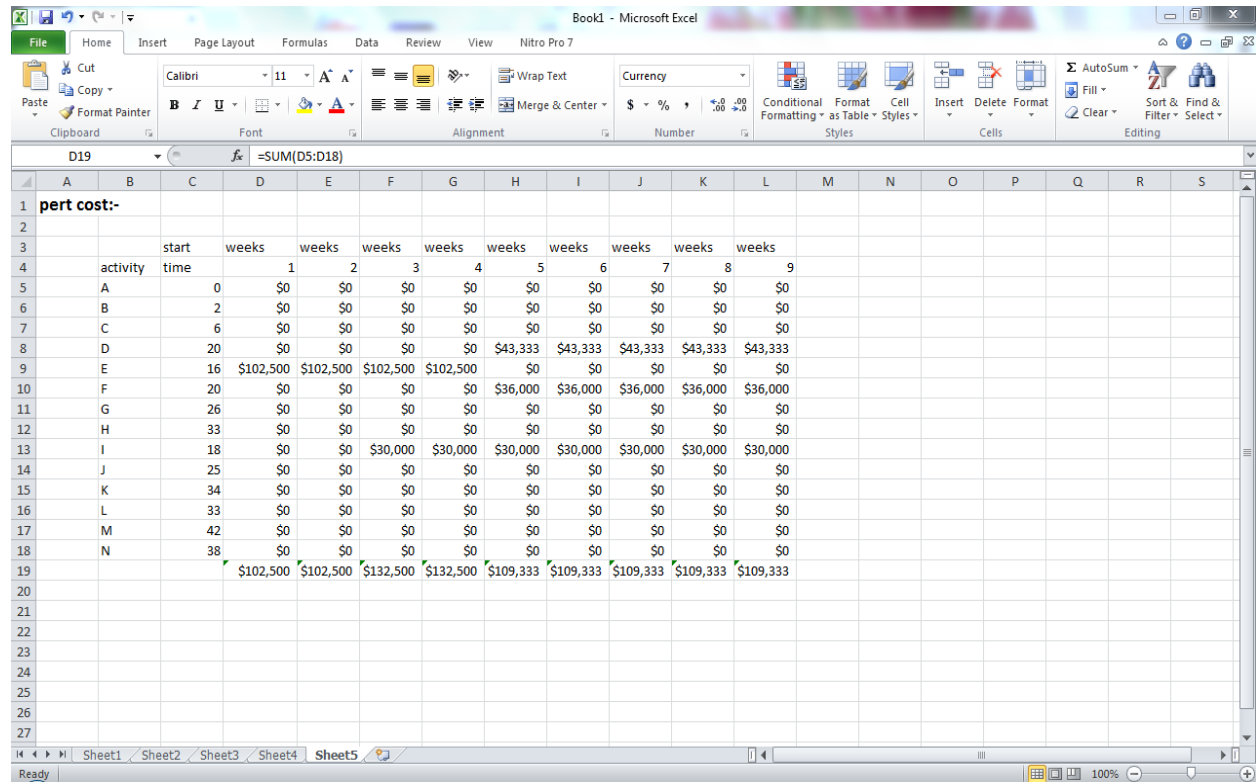 Book1 - Microsoft Excel
File Home Insert Page Layout Formulas Data Review View Nitro Pro 7
Cut
Copy
Format Painter
Paste
Clipboard
Calibri 11 A A
B I U A
Font
Wrap Text
Merge & Center
Alignment
Currency
$ % , .0 .00 .00 .0
Number
Conditional Formatting
Format as Table
Cell Styles
Styles
Insert Delete Format
Cells
Σ AutoSum
Fill
Clear
Sort & Filter
Find & Select
Editing
D19 fx =SUM(D5:D18)
A B C D E F G H I J K L M N O P Q R S
1 pert cost:-
2
3 start weeks weeks weeks weeks weeks weeks weeks weeks weeks
4 activity time 1 2 3 4 5 6 7 8 9
5 A 0 $0 $0 $0 $0 $0 $0 $0 $0 $0
6 B 2 $0 $0 $0 $0 $0 $0 $0 $0 $0
7 C 6 $0 $0 $0 $0 $0 $0 $0 $0 $0
8 D 20 $0 $0 $0 $0 $43,333 $43,333 $43,333 $43,333 $43,333
9 E 16 $102,500 $102,500 $102,500 $102,500 $0 $0 $0 $0 $0
10 F 20 $0 $0 $0 $0 $36,000 $36,000 $36,000 $36,000 $36,000
11 G 26 $0 $0 $0 $0 $0 $0 $0 $0 $0
12 H 33 $0 $0 $0 $0 $0 $0 $0 $0 $0
13 I 18 $0 $0 $30,000 $30,000 $30,000 $30,000 $30,000 $30,000 $30,000
14 J 25 $0 $0 $0 $0 $0 $0 $0 $0 $0
15 K 34 $0 $0 $0 $0 $0 $0 $0 $0 $0
16 L 33 $0 $0 $0 $0 $0 $0 $0 $0 $0
17 M 42 $0 $0 $0 $0 $0 $0 $0 $0 $0
18 N 38 $0 $0 $0 $0 $0 $0 $0 $0 $0
19 $102,500 $102,500 $132,500 $132,500 $109,333 $109,333 $109,333 $109,333 $109,333
20
21
22
23
24
25
26
27
Sheet1 Sheet2 Sheet3 Sheet4 Sheet5
Ready 100%